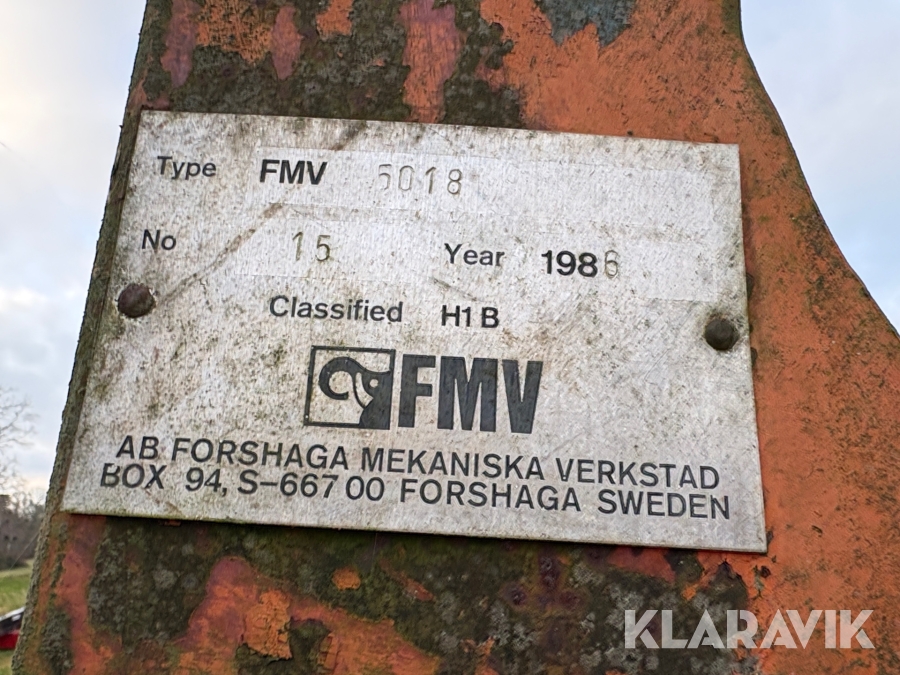 Type FMV 5018
No 15 Year 1986
Classified H1B
FMV
AB FORSHAGA MEKANISKA VERKSTAD
BOX 94, S-667 00 FORSHAGA SWEDEN
KLARAVIK